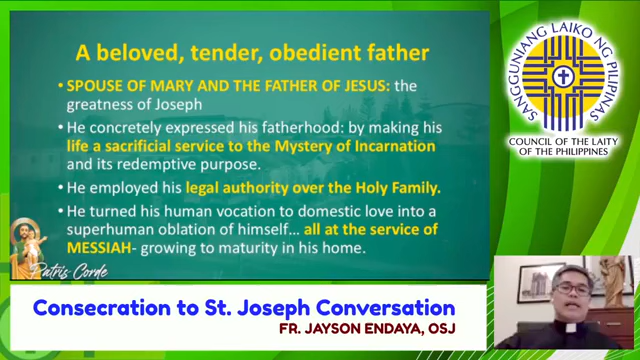 A beloved, tender, obedient father
• SPOUSE OF MARY AND THE FATHER OF JESUS: the
greatness of Joseph
• He concretely expressed his fatherhood: by making his
life a sacrificial service to the Mystery of Incarnation
and its redemptive purpose.
• He employed his legal authority over the Holy Family.
• He turned his human vocation to domestic love into a
superhuman oblation of himself... all at the service of
MESSIAH- growing to maturity in his home.
Patris Corde
SANGGUNIANG LAIKO NG PILIPINAS
COUNCIL OF THE LAITY
OF THE PHILIPPINES
Consecration to St. Joseph Conversation
FR. JAYSON ENDAYA, OSJ